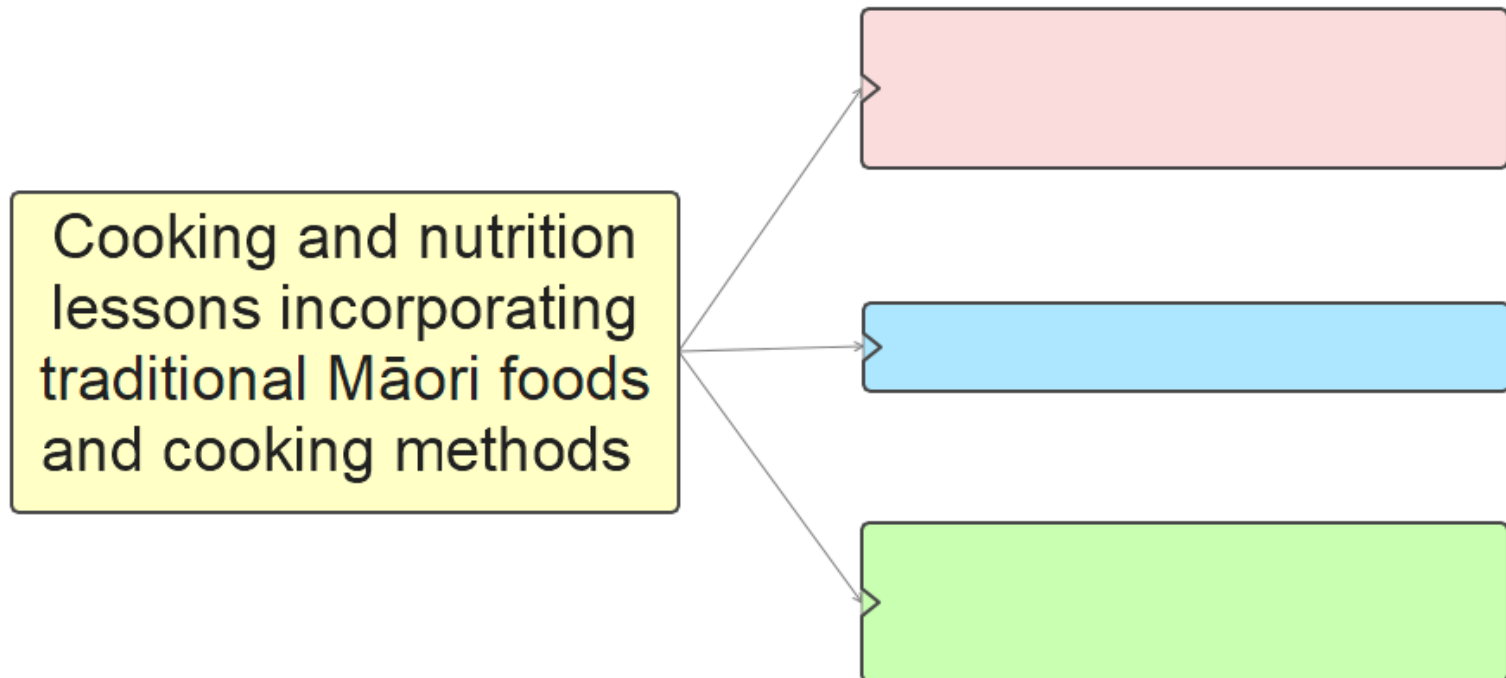 Cooking and nutrition
lessons incorporating
traditional Māori foods
and cooking methods